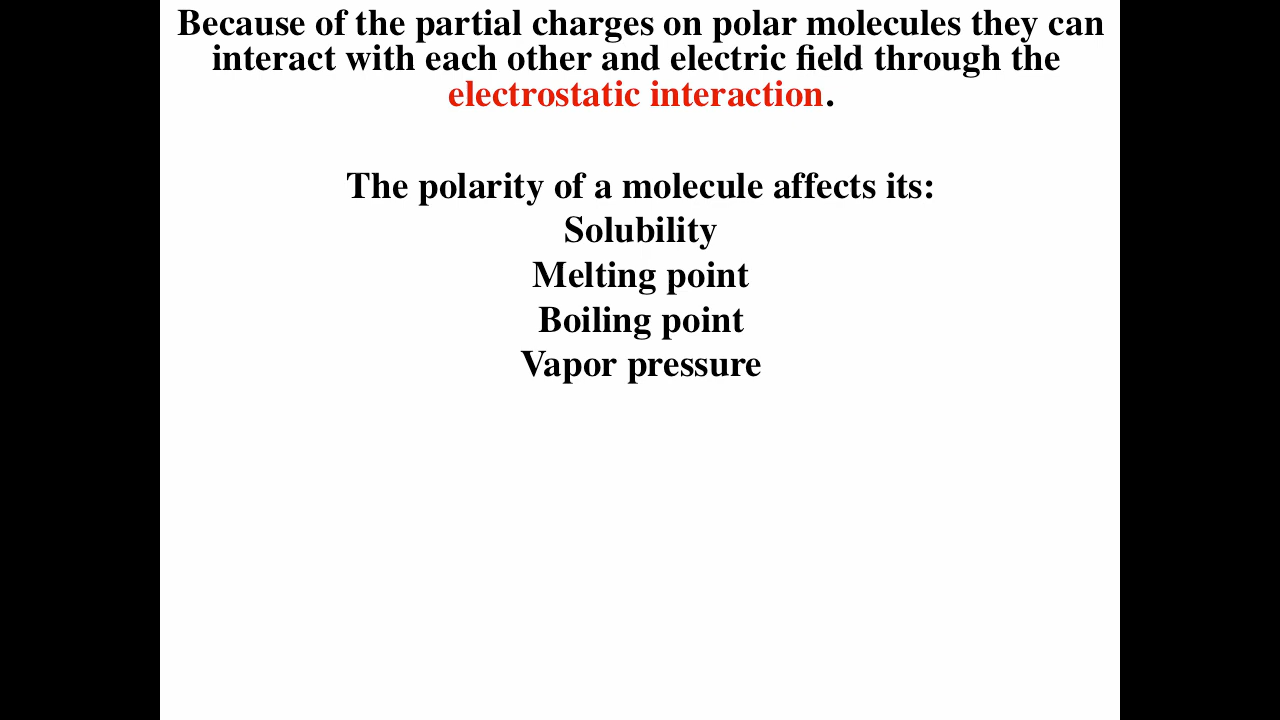 Because of the partial charges on polar molecules they can
interact with each other and electric field through the
electrostatic interaction.
The polarity of a molecule affects its:
Solubility
Melting point
Boiling point
Vapor pressure